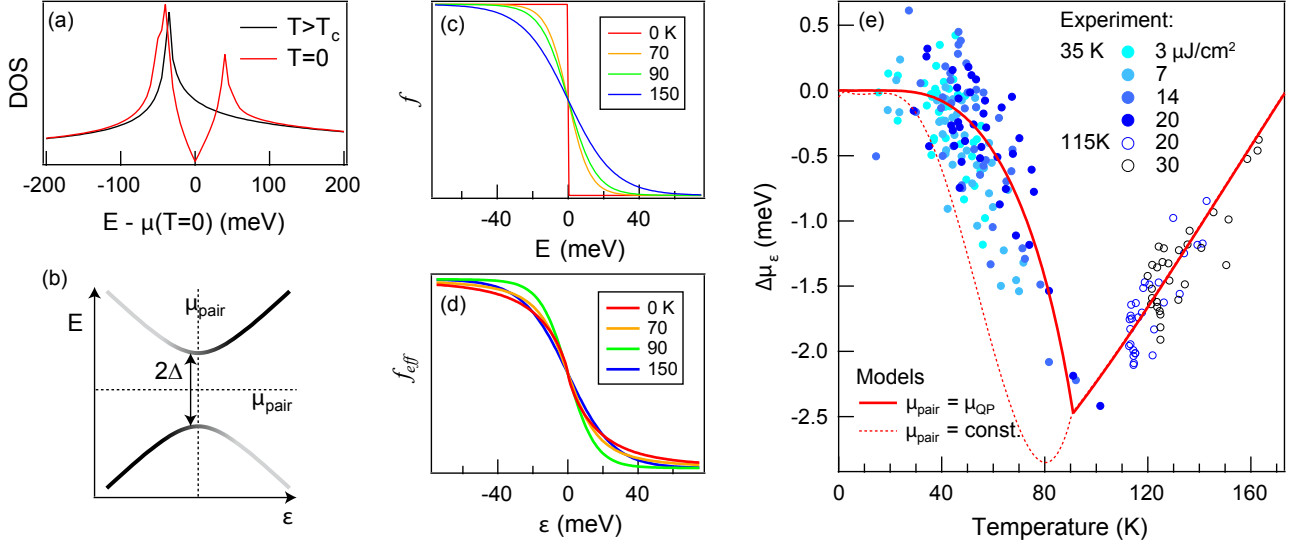 (a)
T>Tc
T=0
DOS
-200
-100
0
100
200
E - μ(T=0) (meV)
(b)
E
μpair
2Δ
μpair
ε
(c)
f
0 K
70
90
150
-40
0
40
E (meV)
(d)
feff
0 K
70
90
150
-40
0
40
ε (meV)
(e)
Experiment:
35 K
3 μJ/cm²
7
14
20
115K
20
30
Δμε (meV)
0.0
-0.5
-1.0
-1.5
-2.0
-2.5
Models
μpair = μQP
μpair = const.
0
40
80
120
160
Temperature (K)